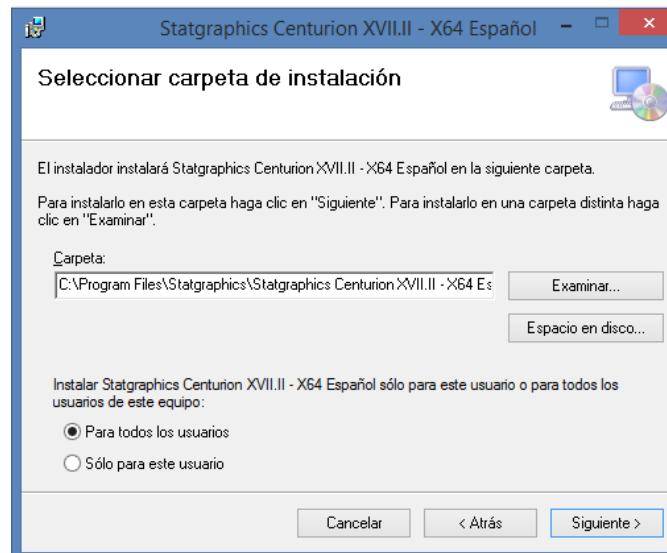 Statgraphics Centurion XVII.II - X64 Español
Seleccionar carpeta de instalación
El instalador instalará Statgraphics Centurion XVII.II - X64 Español en la siguiente carpeta.
Para instalarlo en esta carpeta haga clic en "Siguiente". Para instalarlo en una carpeta distinta haga
clic en "Examinar".
Carpeta:
C:\Program Files\Statgraphics\Statgraphics Centurion XVII.II - X64 Es
Examinar...
Espacio en disco...
Instalar Statgraphics Centurion XVII.II - X64 Español sólo para este usuario o para todos los
usuarios de este equipo:
Para todos los usuarios
Sólo para este usuario
Cancelar
< Atrás
Siguiente >